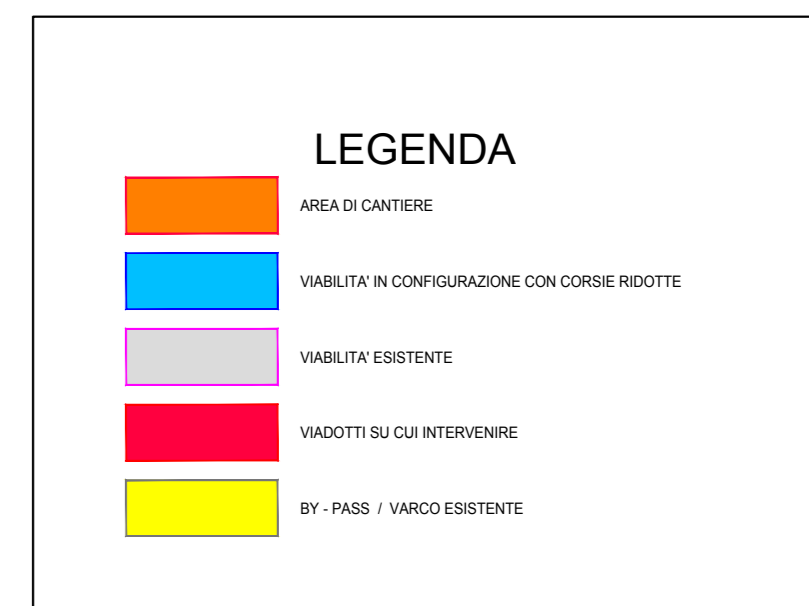 LEGENDA
AREA DI CANTIERE
VIABILITA' IN CONFIGURAZIONE CON CORSIE RIDOTTE
VIABILITA' ESISTENTE
VIADOTTI SU CUI INTERVENIRE
BY - PASS / VARCO ESISTENTE